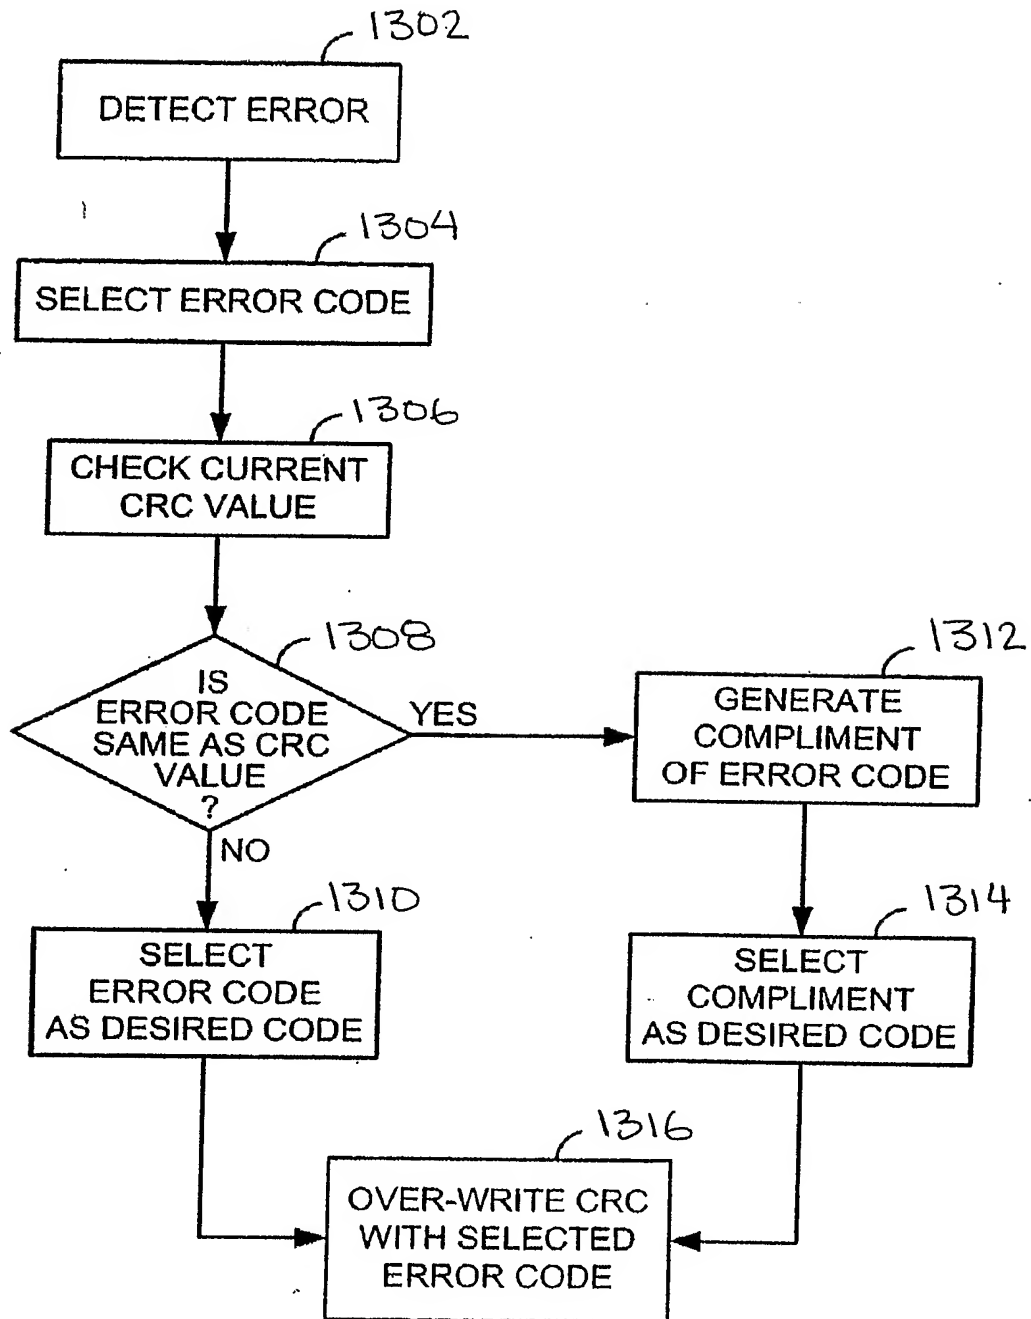 1302
DETECT ERROR
1304
SELECT ERROR CODE
1306
CHECK CURRENT
CRC VALUE
1308
IS
ERROR CODE
SAME AS CRC
VALUE
?
YES
NO
1312
GENERATE
COMPLIMENT
OF ERROR CODE
1310
SELECT
ERROR CODE
AS DESIRED CODE
1314
SELECT
COMPLIMENT
AS DESIRED CODE
1316
OVER-WRITE CRC
WITH SELECTED
ERROR CODE